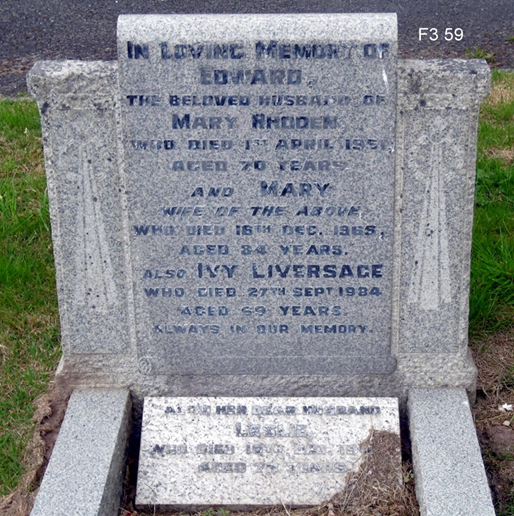 F3 59
IN LOVING MEMORY OF
EDWARD,
THE BELOVED HUSBAND OF
MARY RHODEN
WHO DIED 1ST APRIL 1951,
AGED 70 YEARS
AND MARY
WIFE OF THE ABOVE,
WHO DIED 16TH DEC. 1965,
AGED 84 YEARS.
ALSO IVY LIVERSAGE
WHO DIED 27TH SEPT. 1984
AGED 69 YEARS
ALWAYS IN OUR MEMORY.
ALSO HER DEAR HUSBAND
LESLIE
WHO DIED
AGED YEARS